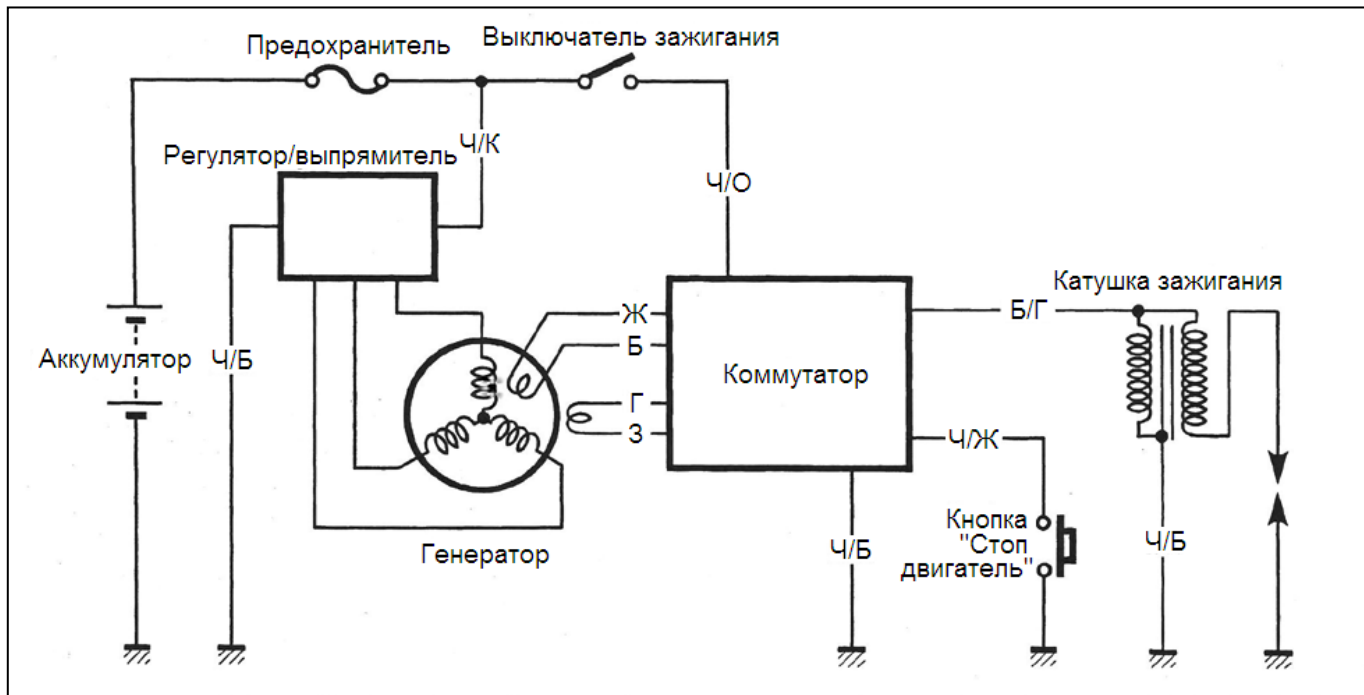 Предохранитель
Выключатель зажигания
Ч/К
Регулятор/выпрямитель
Ч/О
Ж
Б/Г
Катушка зажигания
Б
Аккумулятор
Ч/Б
Коммутатор
Г
З
Ч/Ж
Генератор
Ч/Б
Кнопка
"Стоп
двигатель"
Ч/Б